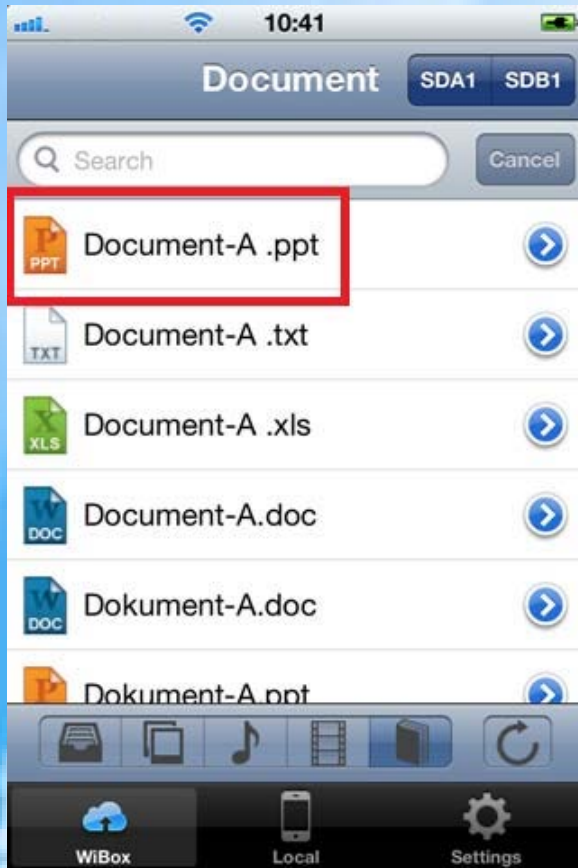 10:41
Document SDA1 SDB1
Search Cancel
PPT Document-A .ppt
TXT Document-A .txt
XLS Document-A .xls
DOC Document-A.doc
DOC Dokument-A.doc
Dokument-A.ppt
WiBox Local Settings